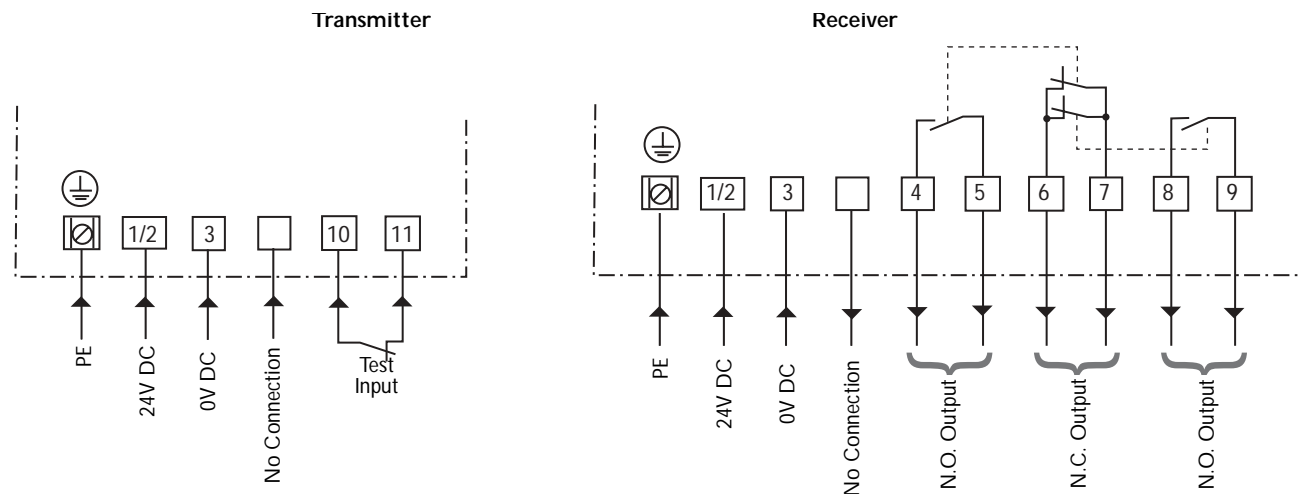 Transmitter
1/2
3
10
11
PE
24V DC
0V DC
No Connection
Test
Input
Receiver
1/2
3
4
5
6
7
8
9
PE
24V DC
0V DC
No Connection
N.O. Output
N.C. Output
N.O. Output